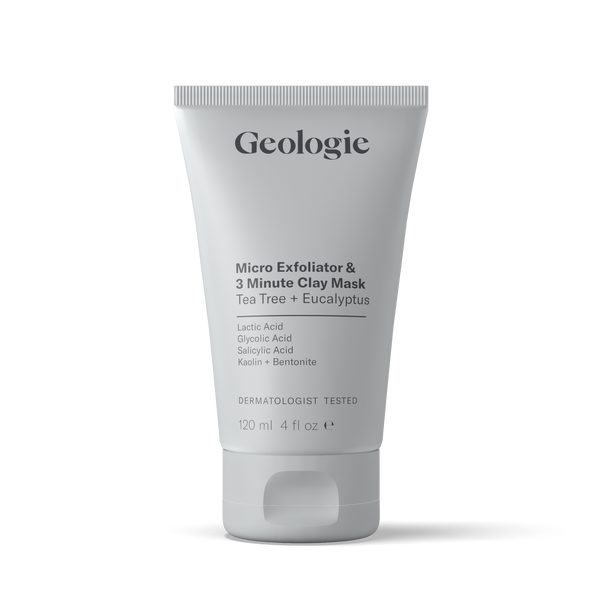 Geologie
Micro Exfoliator &
3 Minute Clay Mask
Tea Tree + Eucalyptus
Lactic Acid
Glycolic Acid
Salicylic Acid
Kaolin + Bentonite
DERMATOLOGIST TESTED
120 ml 4 fl oz ℮